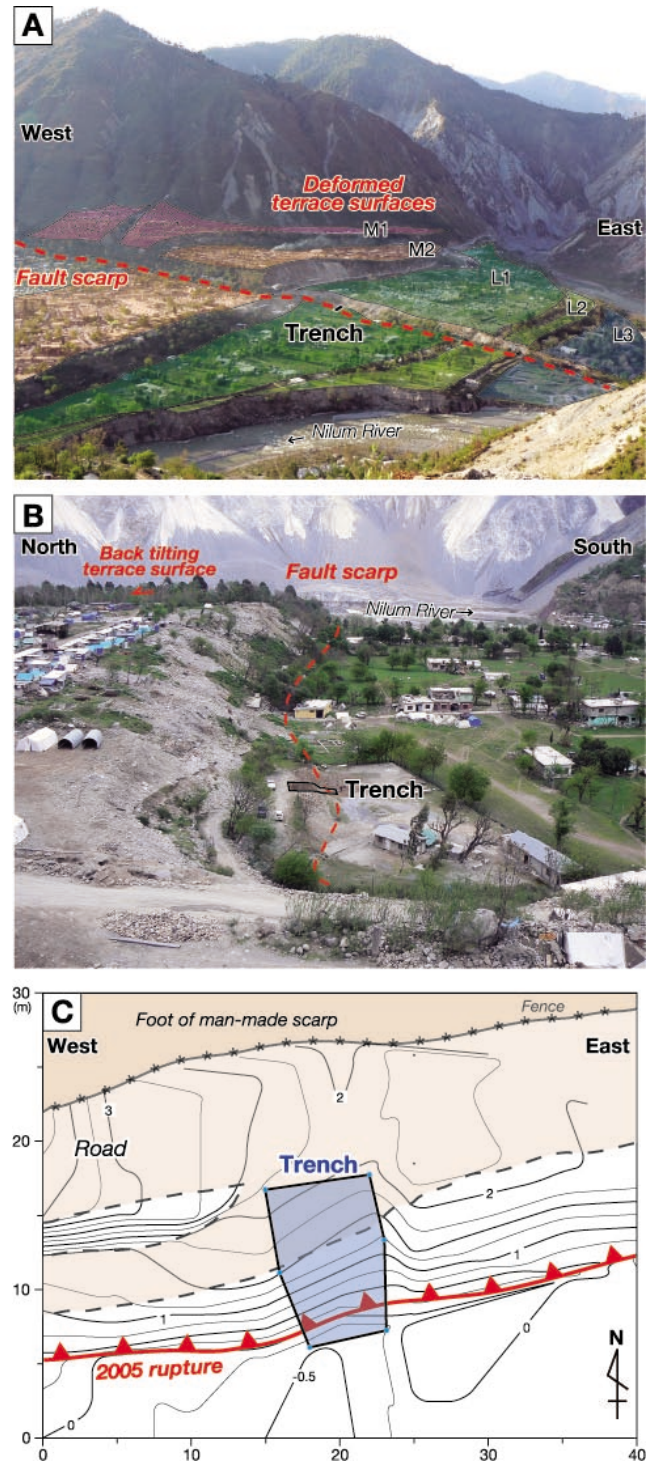 A
West
Deformed
terrace surfaces
M1
M2
East
Fault scarp
L1
L2
L3
Trench
← Nilum River
B
North
South
Back tilting
terrace surface
Fault scarp
Nilum River→
Trench
30
(m)
C
Foot of man-made scarp
Fence
West
East
3
2
Road
20
Trench
2
1
10
1
0
2005 rupture
-0.5
N
0
0
0
10
20
30
40